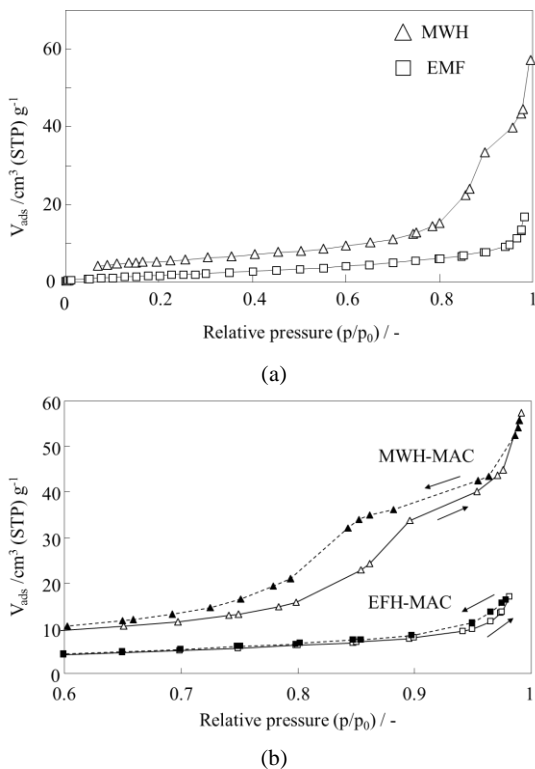 60
40
20
0
V_ads /cm³ (STP) g⁻¹
MWH
EMF
0 0.2 0.4 0.6 0.8 1
Relative pressure (p/p₀) / -
(a)
60
50
40
30
20
10
0
V_ads /cm³ (STP) g⁻¹
MWH-MAC
EFH-MAC
0.6 0.7 0.8 0.9 1
Relative pressure (p/p₀) / -
(b)